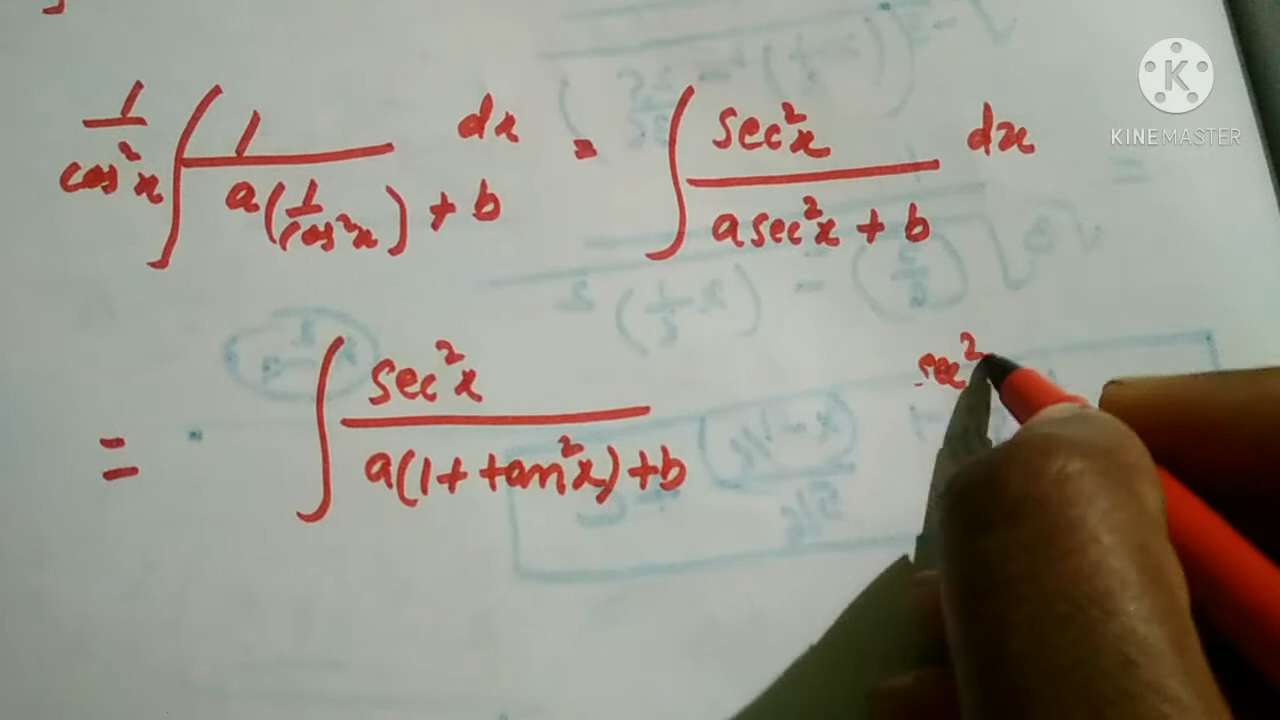 K
KINEMASTER
1/cos²x ∫ 1/(a(1/cos²x) + b) dx = ∫ sec²x/(a sec²x + b) dx
= ∫ sec²x/(a(1 + tan²x) + b)
sec²